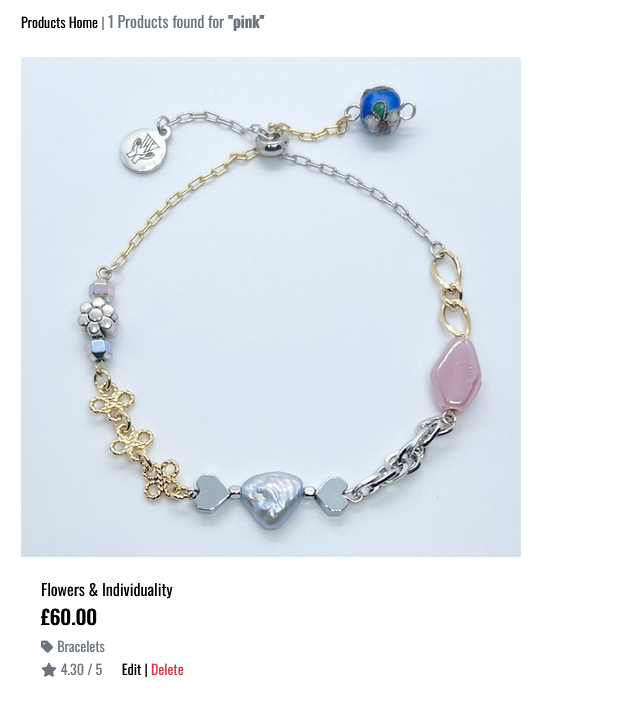 Products Home | 1 Products found for "pink"
Flowers & Individuality
£60.00
Bracelets
4.30 / 5 Edit | Delete